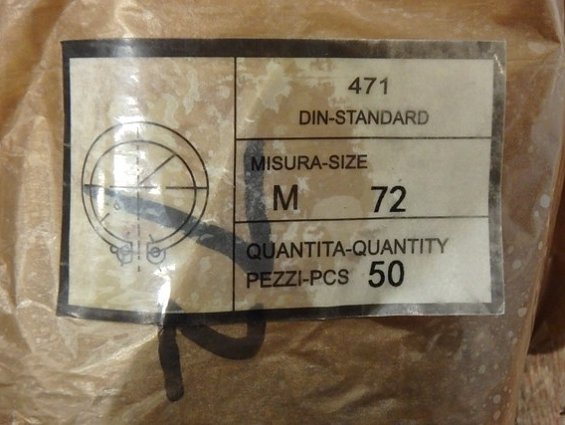 471
DIN-STANDARD
MISURA-SIZE
M 72
QUANTITA-QUANTITY
PEZZI-PCS 50